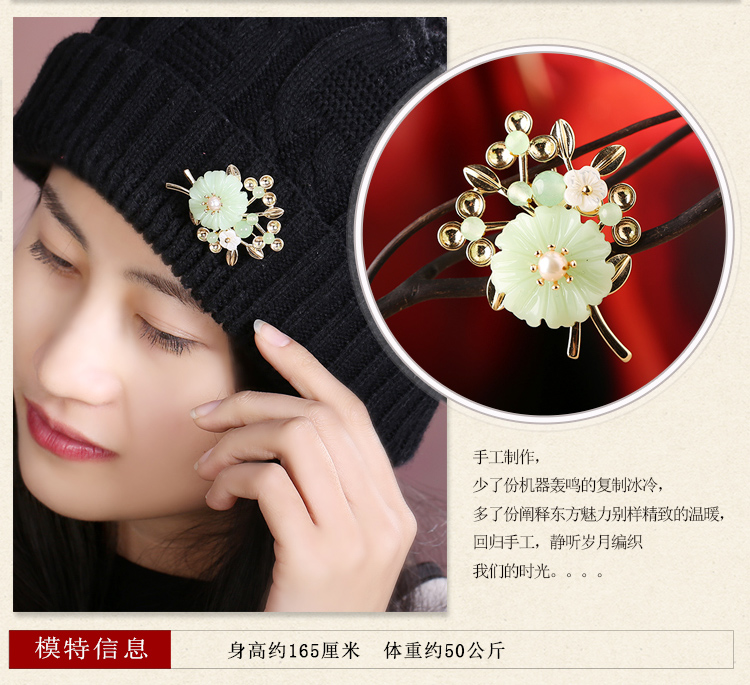 手工制作，
少了份机器轰鸣的复制冰冷，
多了份阐释东方魅力别样精致的温暖，
回归手工，静听岁月编织
我们的时光。。。。
模特信息 身高约165厘米 体重约50公斤